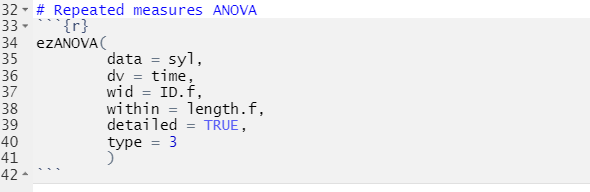 32 # Repeated measures ANOVA
33 ```{r}
34 ezANOVA(
35 data = syl,
36 dv = time,
37 wid = ID.f,
38 within = length.f,
39 detailed = TRUE,
40 type = 3
41 )
42 ```